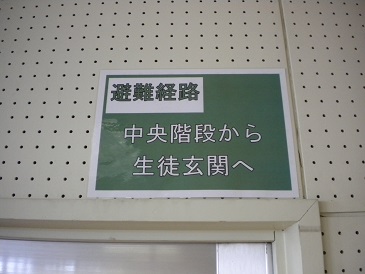 避難経路
中央階段から
生徒玄関へ